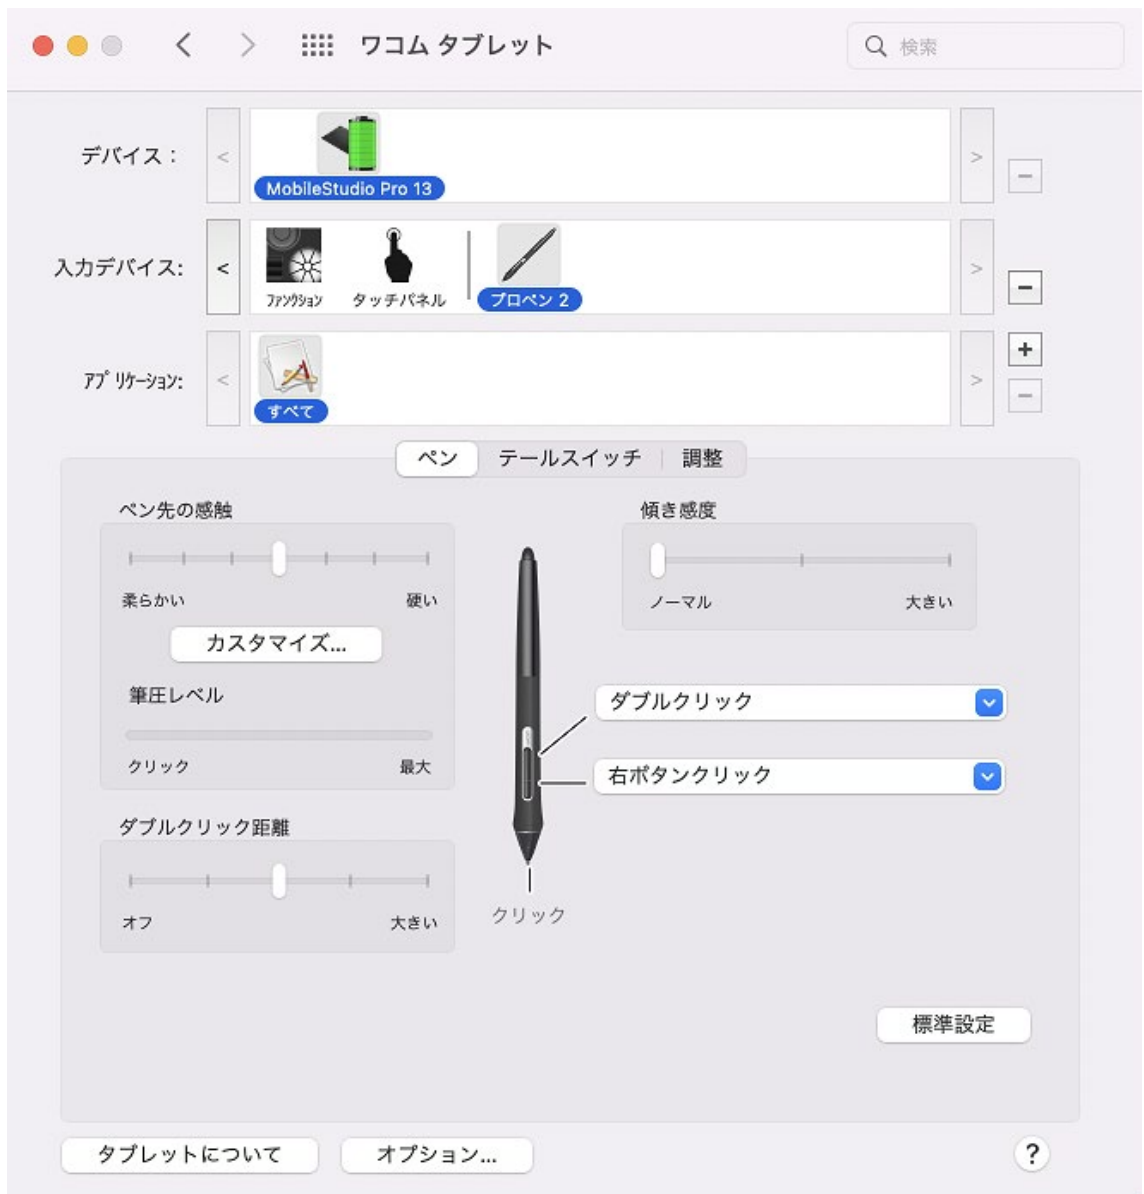 ワコム タブレット
検索
デバイス：
<
>
MobileStudio Pro 13
入力デバイス:
<
>
ﾌｧﾝｸｼｮﾝ
タッチパネル
プロペン 2
ｱﾌﾟﾘｹｰｼｮﾝ:
<
>
すべて
ペン
テールスイッチ
調整
ペン先の感触
傾き感度
柔らかい
硬い
ノーマル
大きい
カスタマイズ...
筆圧レベル
ダブルクリック
クリック
最大
右ボタンクリック
ダブルクリック距離
オフ
大きい
クリック
標準設定
タブレットについて
オプション...
?